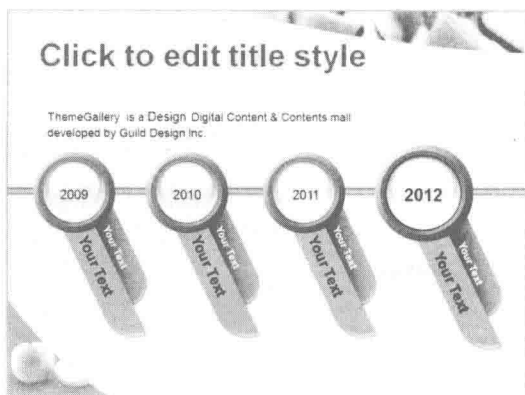 Click to edit title style
ThemeGallery is a Design Digital Content & Contents mall
developed by Guild Design Inc.
2009
2010
2011
2012
Your Text
Your Text
Your Text
Your Text
Your Text
Your Text
Your Text
Your Text